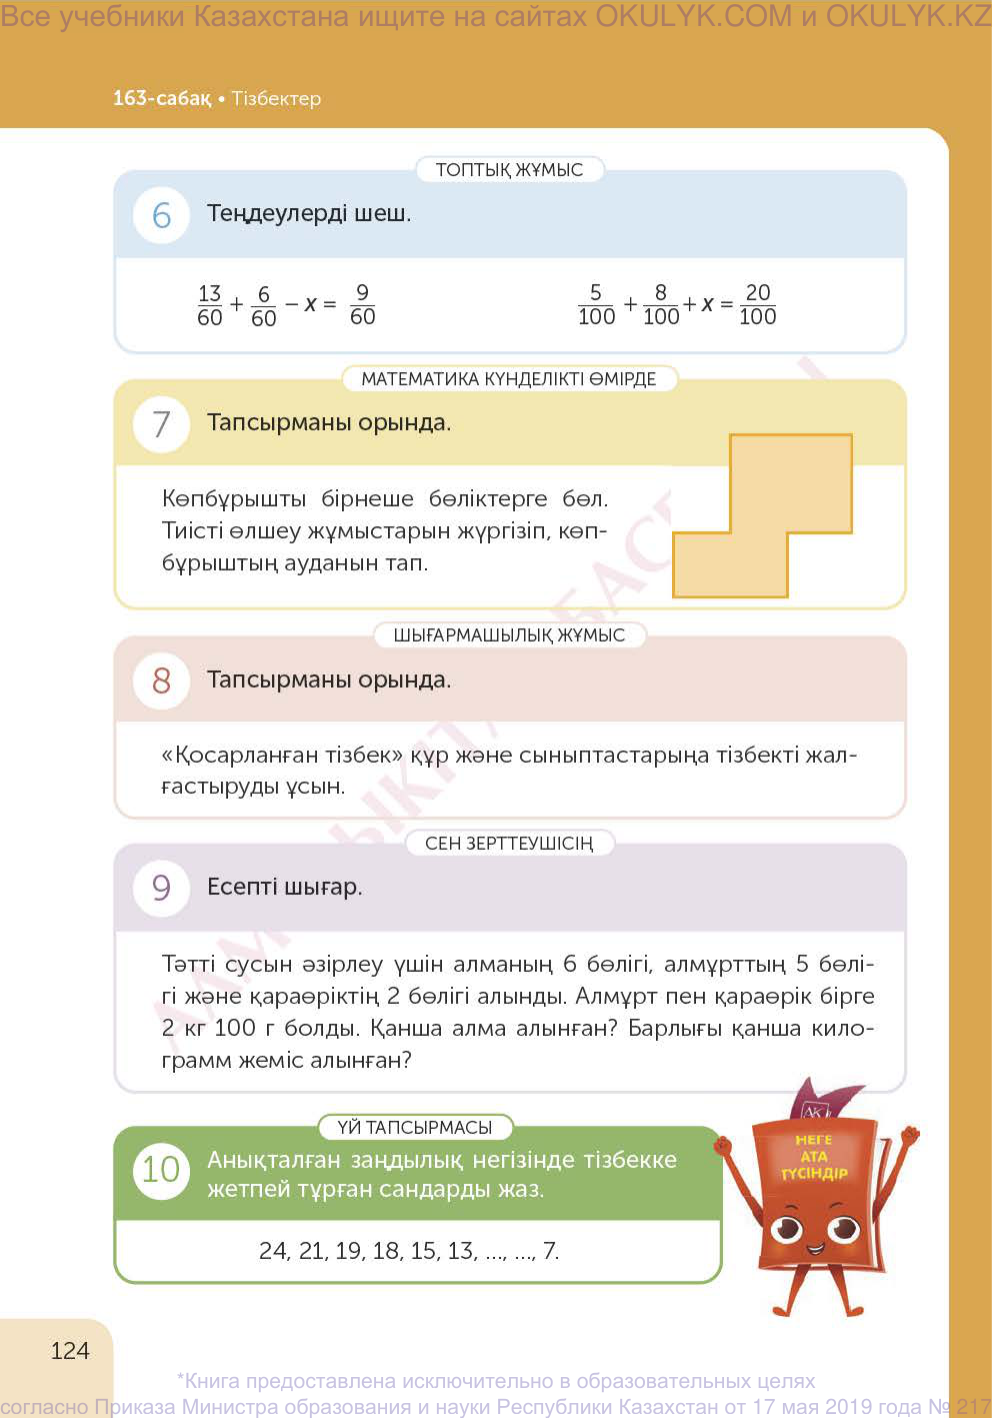 Все учебники Казахстана ищите на сайтах OKULYK.COM и OKULYK.KZ
163-сабақ • Тізбектер
ТОПТЫҚ ЖҰМЫС
6 Теңдеулерді шеш.
13/60 + 6/60 – x = 9/60 5/100 + 8/100 + x = 20/100
МАТЕМАТИКА КҮНДЕЛІКТІ ӨМІРДЕ
7 Тапсырманы орында.
Көпбұрышты бірнеше бөліктерге бөл.
Тиісті өлшеу жұмыстарын жүргізіп, көп-
бұрыштың ауданын тап.
ШЫҒАРМАШЫЛЫҚ ЖҰМЫС
8 Тапсырманы орында.
«Қосарланған тізбек» құр және сыныптастарыңа тізбекті жал-
ғастыруды ұсын.
СЕН ЗЕРТТЕУШІСІҢ
9 Есепті шығар.
Тәтті сусын әзірлеу үшін алманың 6 бөлігі, алмұрттың 5 бөлі-
гі және қараөріктің 2 бөлігі алынды. Алмұрт пен қараөрік бірге
2 кг 100 г болды. Қанша алма алынған? Барлығы қанша кило-
грамм жеміс алынған?
ҮЙ ТАПСЫРМАСЫ
10 Анықталған заңдылық негізінде тізбекке
жетпей тұрған сандарды жаз.
24, 21, 19, 18, 15, 13, ..., ..., 7.
АК
НЕГЕ
АТА
ТҮСІНДІР
124
*Книга предоставлена исключительно в образовательных целях
согласно Приказа Министра образования и науки Республики Казахстан от 17 мая 2019 года № 217